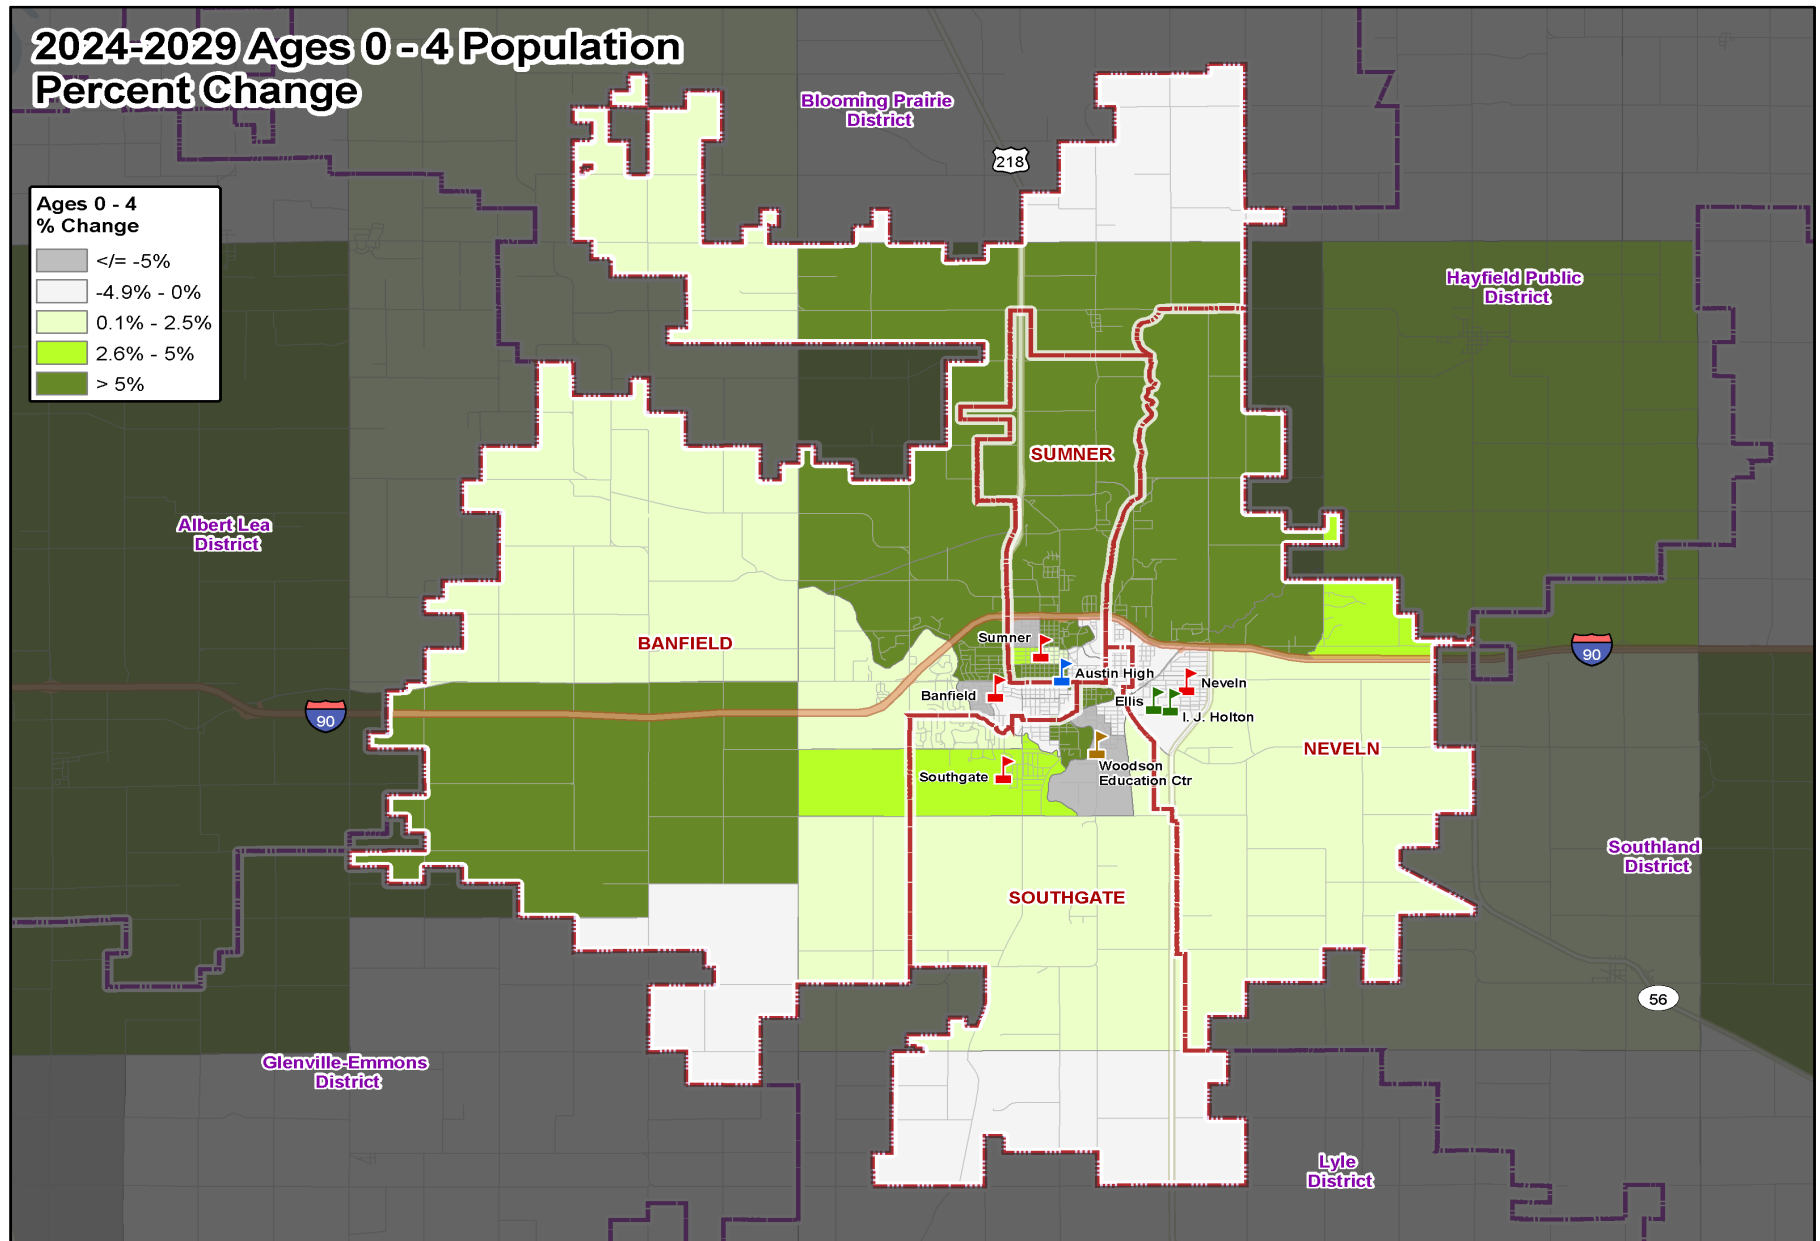 2024-2029 Ages 0 - 4 Population
Percent Change
Blooming Prairie
District
218
Ages 0 - 4
% Change
</= -5%
-4.9% - 0%
0.1% - 2.5%
2.6% - 5%
> 5%
Hayfield Public
District
SUMNER
Albert Lea
District
BANFIELD
Sumner
90
Austin High
Neveln
Banfield
Ellis
90
I. J. Holton
NEVELN
Woodson
Education Ctr
Southgate
Southland
District
SOUTHGATE
56
Glenville-Emmons
District
Lyle
District